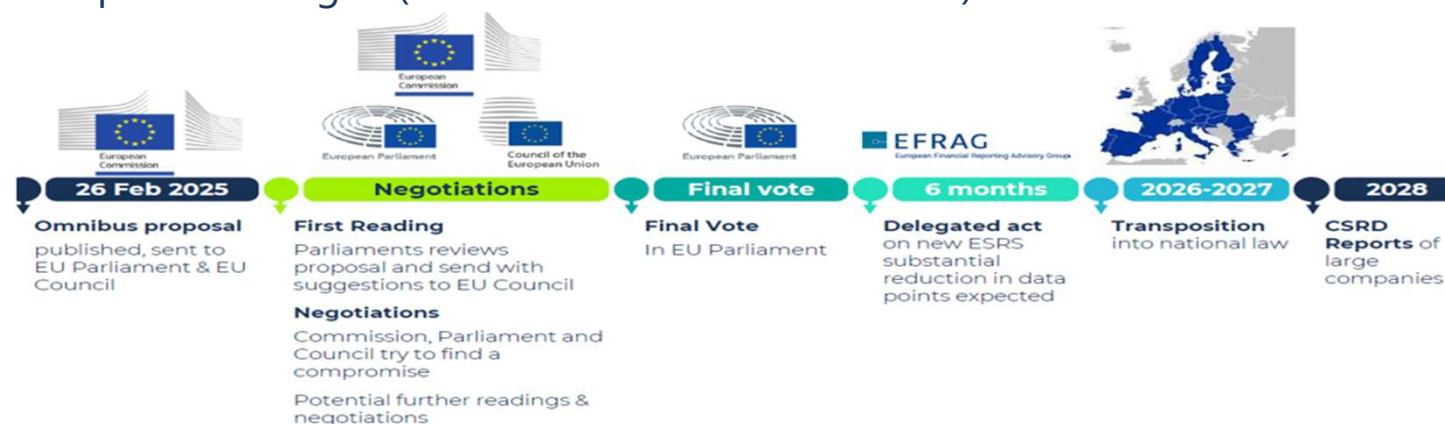 European
Commission
European
Commission
European Parliament
Council of the
European Union
European Parliament
EFRAG
European Financial Reporting Advisory Group
26 Feb 2025
Negotiations
Final vote
6 months
2026-2027
2028
Omnibus proposal
published, sent to
EU Parliament & EU
Council
First Reading
Parliaments reviews
proposal and send with
suggestions to EU Council
Negotiations
Commission, Parliament and
Council try to find a
compromise
Potential further readings &
negotiations
Final Vote
In EU Parliament
Delegated act
on new ESRS
substantial
reduction in data
points expected
Transposition
into national law
CSRD
Reports of
large
companies